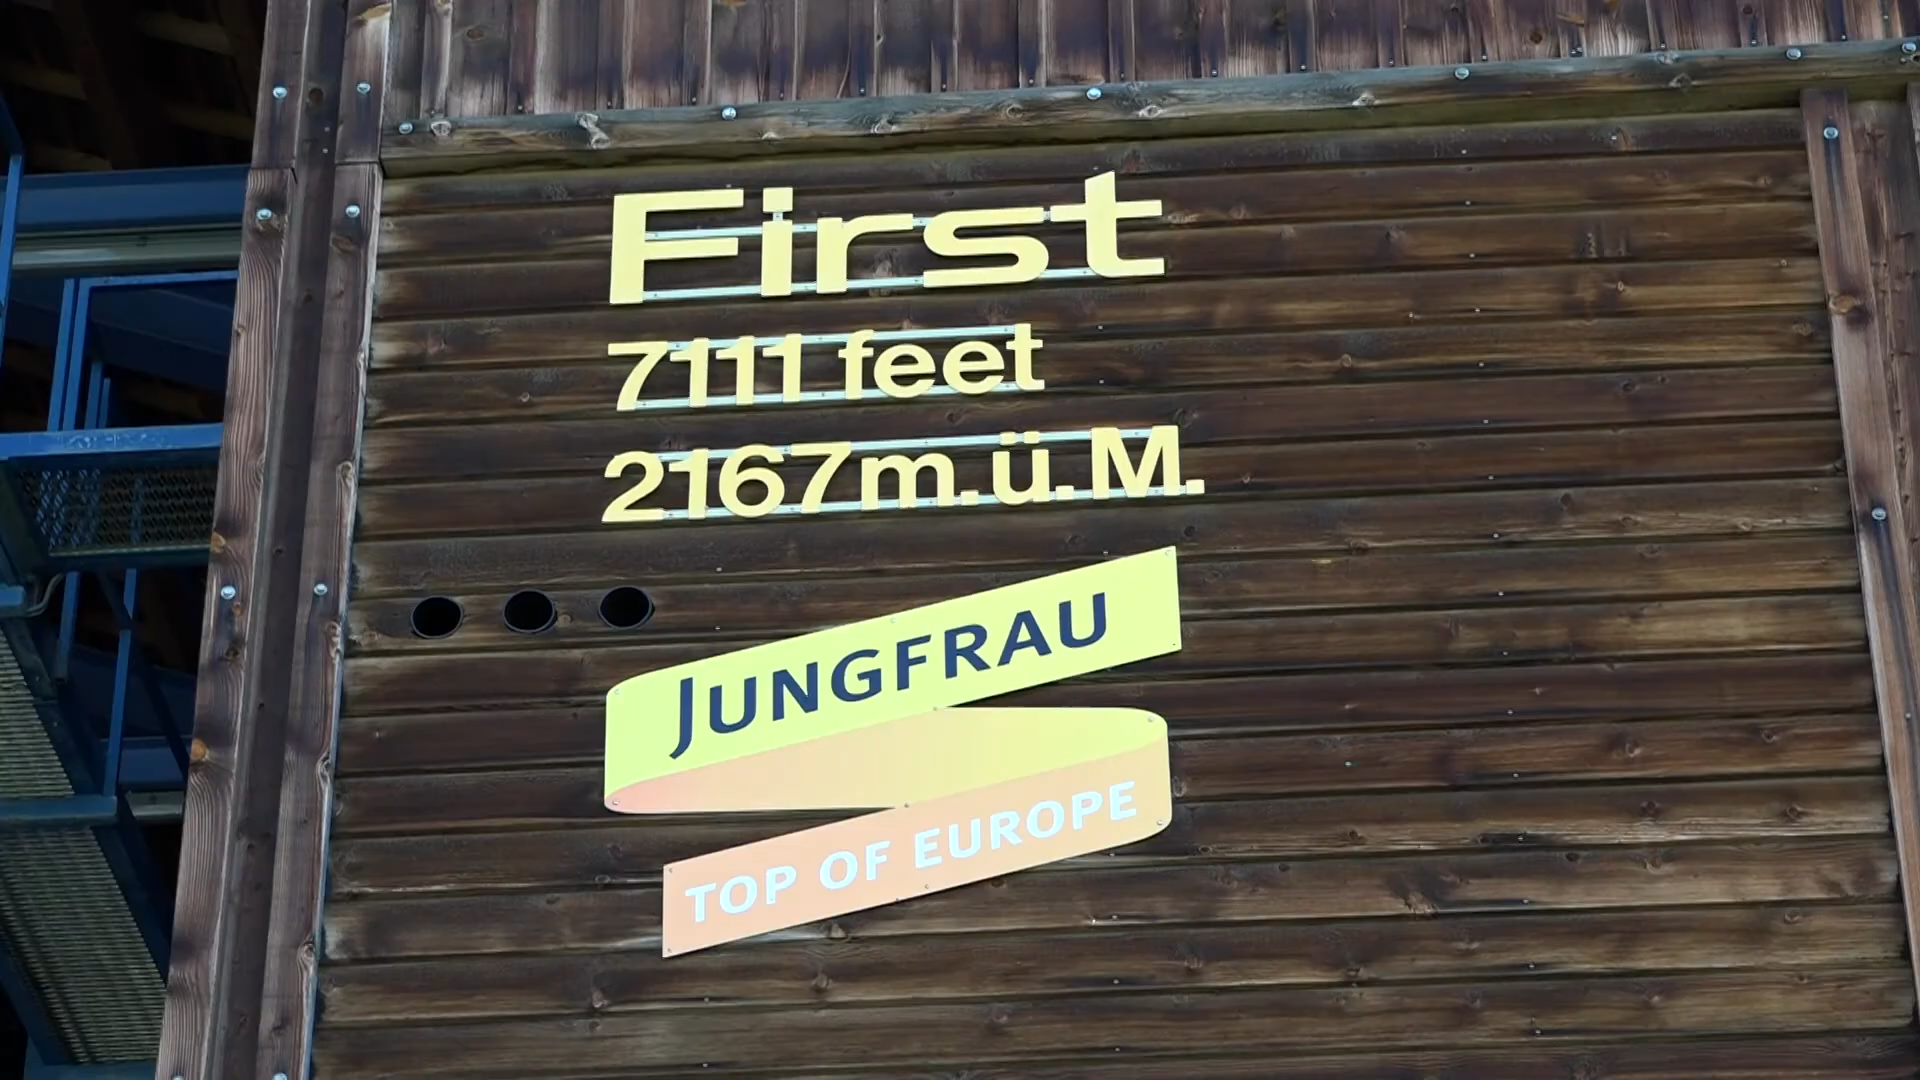 First
7111 feet
2167m.ü.M.
JUNGFRAU
TOP OF EUROPE